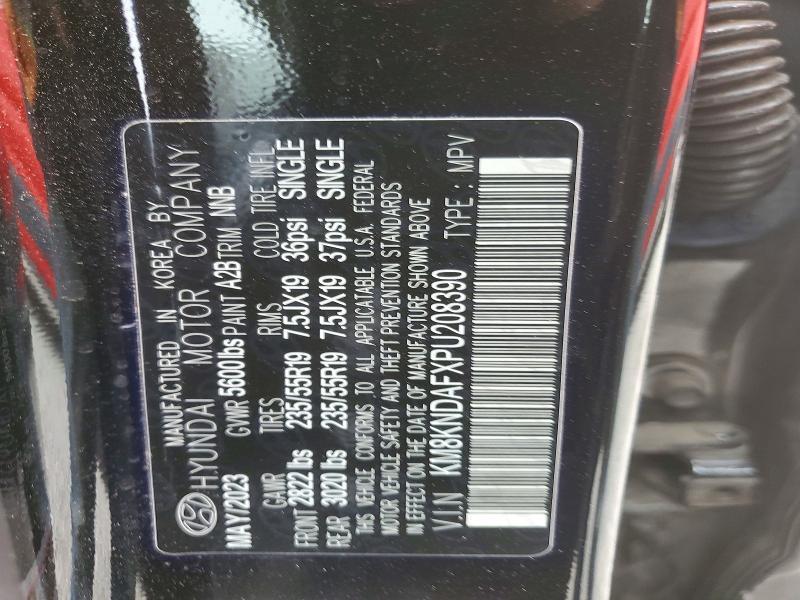 MANUFACTURED IN KOREA BY
HYUNDAI MOTOR COMPANY
MAY/2023 GVWR 5600lbs PAINT A2B TRIM NNB
GAWR TIRES RIMS COLD TIRE INFL
FRONT 2822 lbs 235/55R19 7.5JX19 36psi SINGLE
REAR 3020 lbs 235/55R19 7.5JX19 37psi SINGLE
THIS VEHICLE CONFORMS TO ALL APPLICATABLE U.S.A. FEDERAL
MOTOR VEHICLE SAFETY AND THEFT PREVENTION STANDARDS
IN EFFECT ON THE DATE OF MANUFACTURE SHOWN ABOVE
V.I.N KM8KNDAFXPU208390 TYPE : MPV